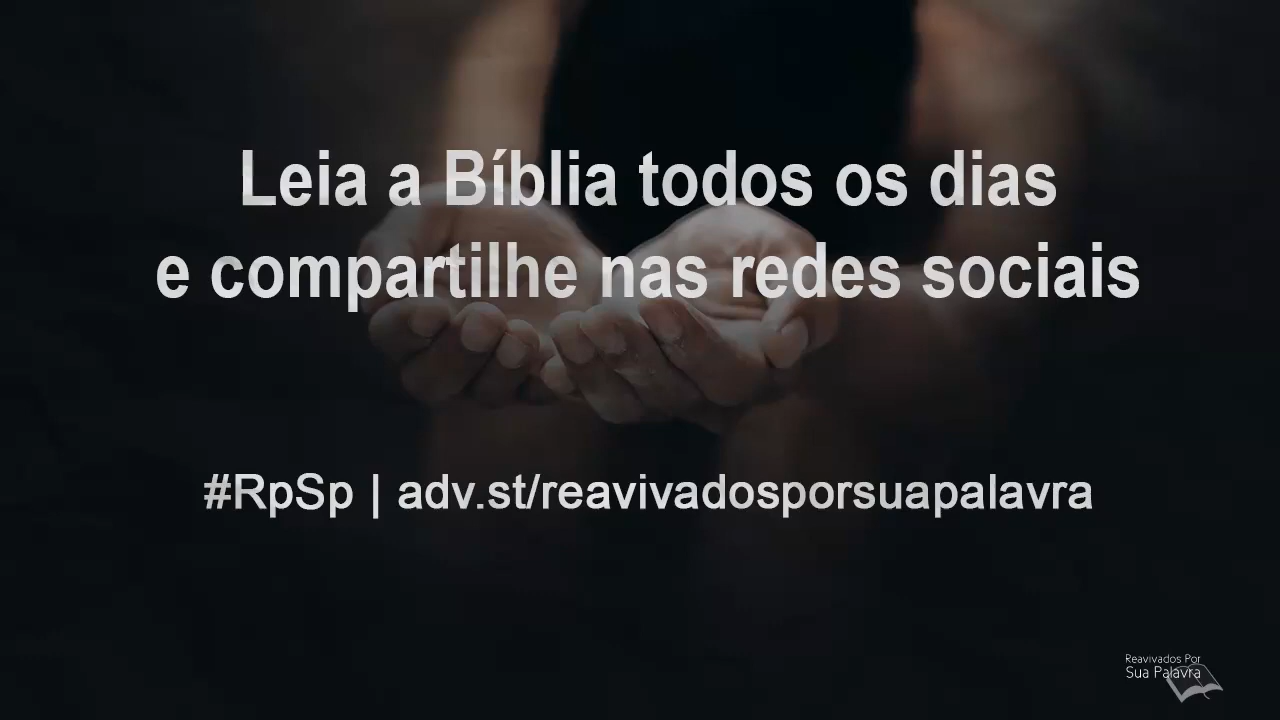 Leia a Bíblia todos os dias
e compartilhe nas redes sociais
#RpSp | adv.st/reavivadosporsuapalavra
Reavivados Por
Sua Palavra